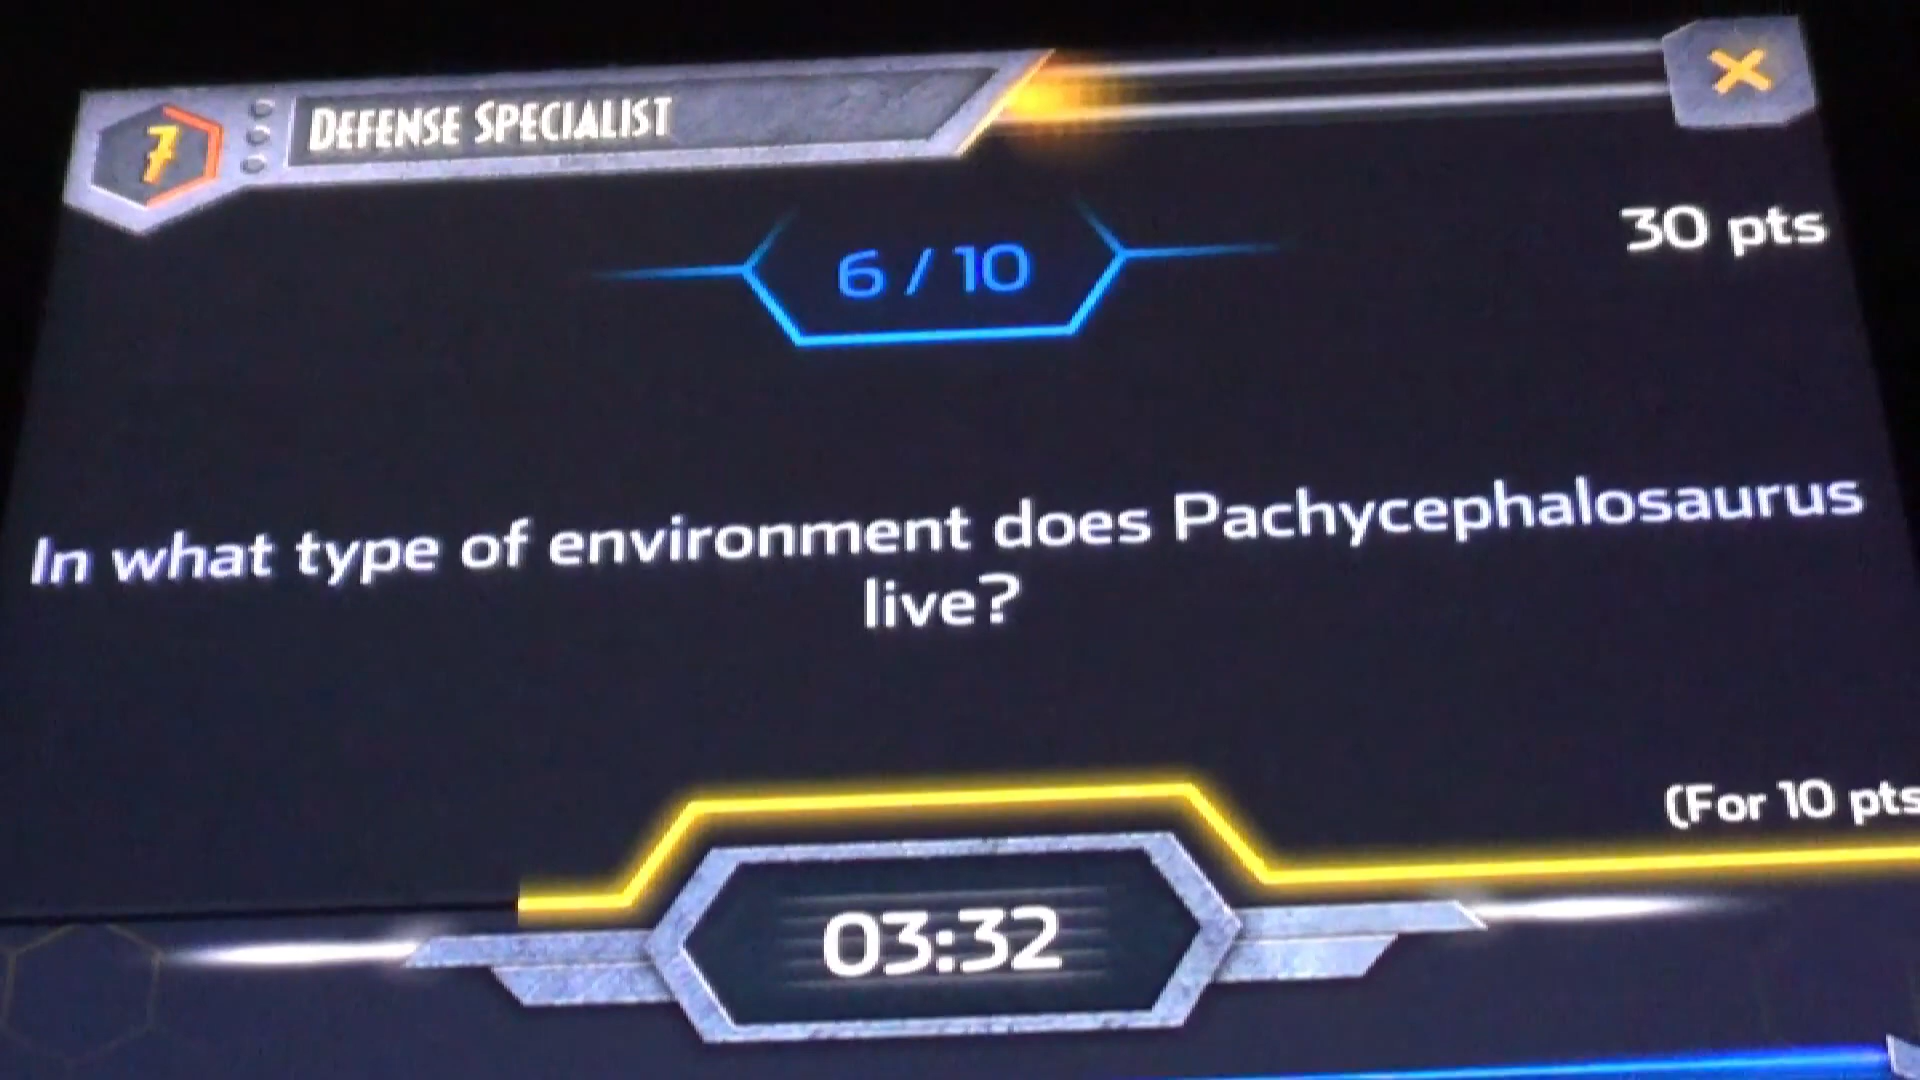 7
DEFENSE SPECIALIST
30 pts
6 / 10
In what type of environment does Pachycephalosaurus
live?
(For 10 pts
03:32